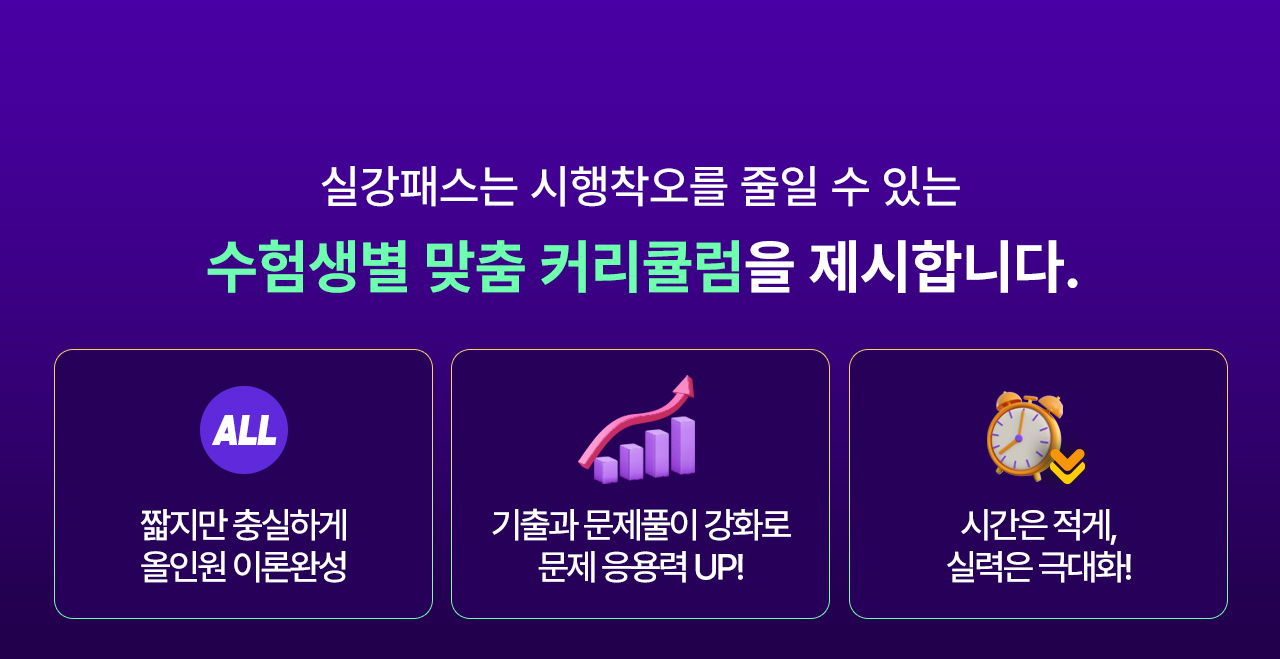 실강패스는 시행착오를 줄일 수 있는
수험생별 맞춤 커리큘럼을 제시합니다.
ALL
짧지만 충실하게
올인원 이론완성
기출과 문제풀이 강화로
문제 응용력 UP!
시간은 적게,
실력은 극대화!